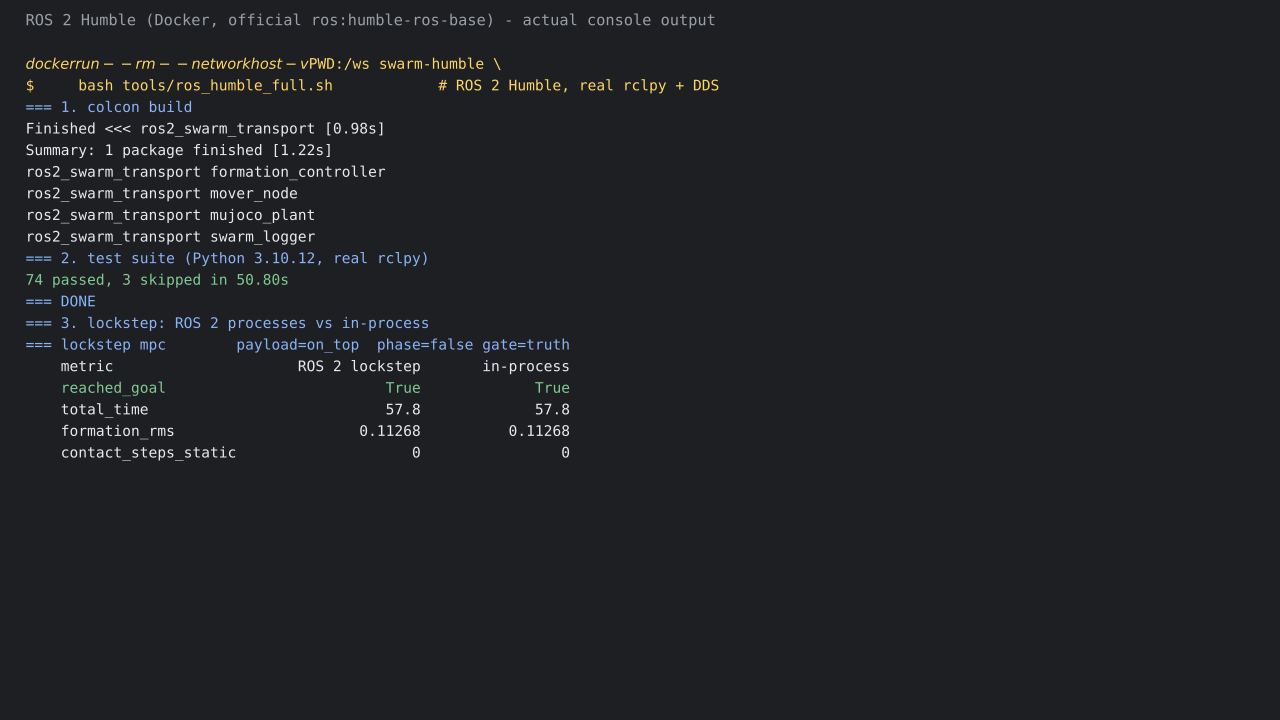 ROS 2 Humble (Docker, official ros:humble-ros-base) - actual console output
dockerrun − −rm − −networkhost − vPWD:/ws swarm-humble \
$     bash tools/ros_humble_full.sh            # ROS 2 Humble, real rclpy + DDS
=== 1. colcon build
Finished <<< ros2_swarm_transport [0.98s]
Summary: 1 package finished [1.22s]
ros2_swarm_transport formation_controller
ros2_swarm_transport mover_node
ros2_swarm_transport mujoco_plant
ros2_swarm_transport swarm_logger
=== 2. test suite (Python 3.10.12, real rclpy)
74 passed, 3 skipped in 50.80s
=== DONE
=== 3. lockstep: ROS 2 processes vs in-process
=== lockstep mpc        payload=on_top  phase=false gate=truth
    metric                     ROS 2 lockstep       in-process
    reached_goal                         True             True
    total_time                           57.8             57.8
    formation_rms                     0.11268          0.11268
    contact_steps_static                    0                0